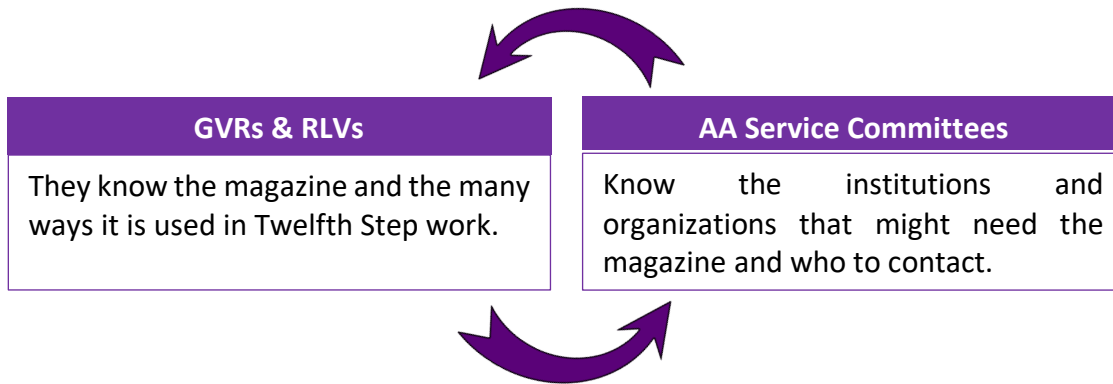 GVRs & RLVs
They know the magazine and the many
ways it is used in Twelfth Step work.
AA Service Committees
Know the institutions and
organizations that might need the
magazine and who to contact.